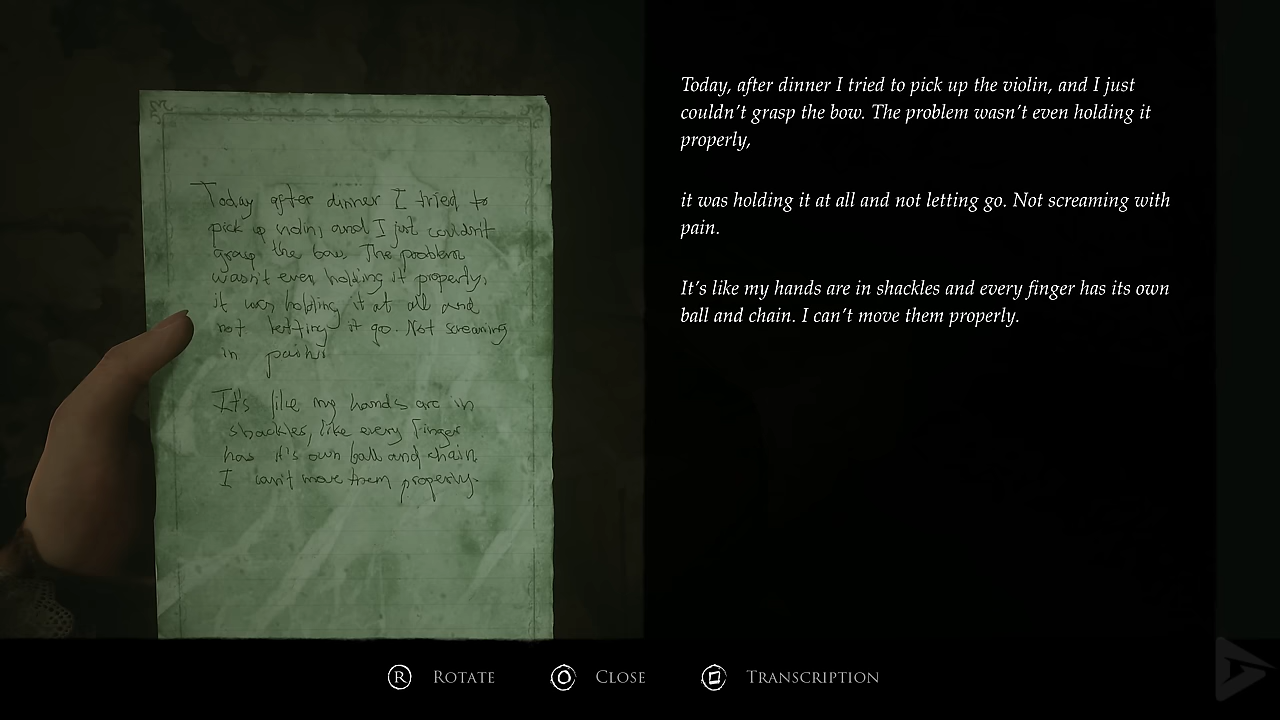 Today after dinner I tried to
pick up violin, and I just couldn't
grasp the bow. The problem
wasn't even holding it properly,
it was holding it at all and
not letting it go. Not screaming
in
It's like my hands are in
shackles, like every finger
has it's own ball and chain
I can't move them properly.
Today, after dinner I tried to pick up the violin, and I just
couldn't grasp the bow. The problem wasn't even holding it
properly,
it was holding it at all and not letting go. Not screaming with
pain.
It's like my hands are in shackles and every finger has its own
ball and chain. I can't move them properly.
R ROTATE
CLOSE
TRANSCRIPTION